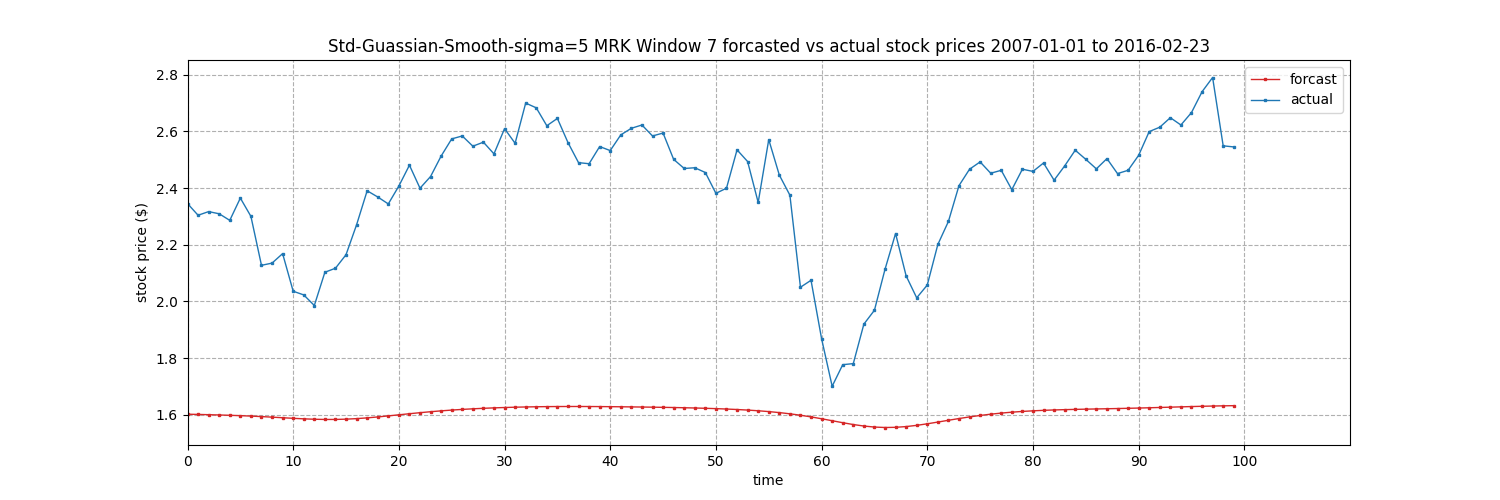 Std-Guassian-Smooth-sigma=5 MRK Window 7 forcasted vs actual stock prices 2007-01-01 to 2016-02-23
forcast
actual
stock price ($)
2.8
2.6
2.4
2.2
2.0
1.8
1.6
0 10 20 30 40 50 60 70 80 90 100
time